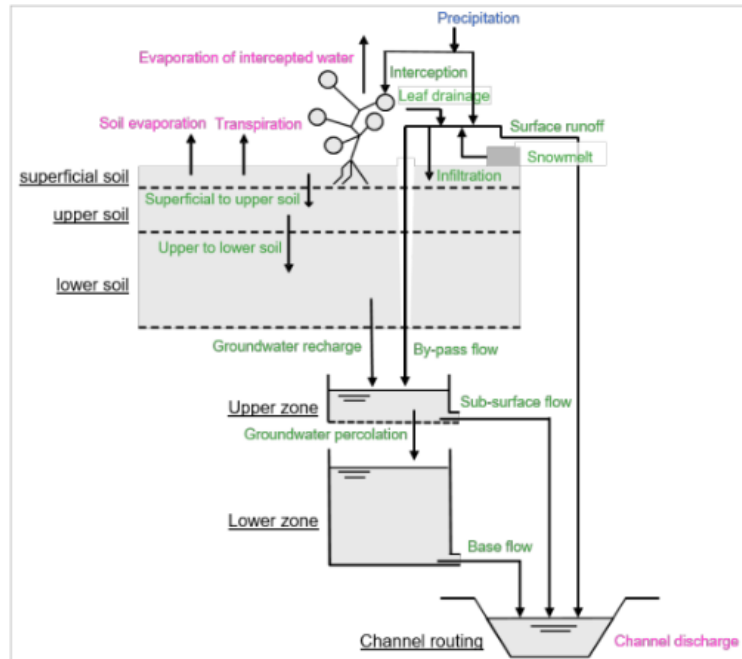 Precipitation
Evaporation of intercepted water
Interception
Leaf drainage
Soil evaporation
Transpiration
Surface runoff
Snowmelt
superficial soil
Infiltration
Superficial to upper soil
upper soil
Upper to lower soil
lower soil
Groundwater recharge
By-pass flow
Upper zone
Sub-surface flow
Groundwater percolation
Lower zone
Base flow
Channel routing
Channel discharge